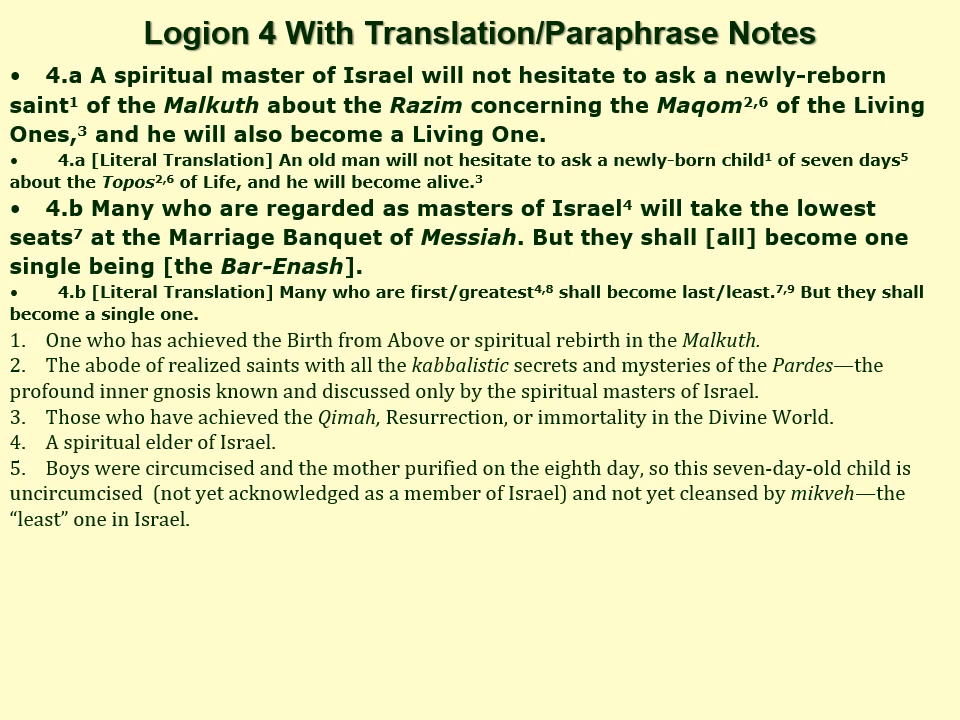 Logion 4 With Translation/Paraphrase Notes
• 4.a A spiritual master of Israel will not hesitate to ask a newly-reborn
saint¹ of the Malkuth about the Razim concerning the Maqom²,⁶ of the Living
Ones,³ and he will also become a Living One.
• 4.a [Literal Translation] An old man will not hesitate to ask a newly-born child¹ of seven days⁵
about the Topos²,⁶ of Life, and he will become alive.³
• 4.b Many who are regarded as masters of Israel⁴ will take the lowest
seats⁷ at the Marriage Banquet of Messiah. But they shall [all] become one
single being [the Bar-Enash].
• 4.b [Literal Translation] Many who are first/greatest⁴,⁸ shall become last/least.⁷,⁹ But they shall
become a single one.
1. One who has achieved the Birth from Above or spiritual rebirth in the Malkuth.
2. The abode of realized saints with all the kabbalistic secrets and mysteries of the Pardes—the
profound inner gnosis known and discussed only by the spiritual masters of Israel.
3. Those who have achieved the Qimah, Resurrection, or immortality in the Divine World.
4. A spiritual elder of Israel.
5. Boys were circumcised and the mother purified on the eighth day, so this seven-day-old child is
uncircumcised (not yet acknowledged as a member of Israel) and not yet cleansed by mikveh—the
“least” one in Israel.